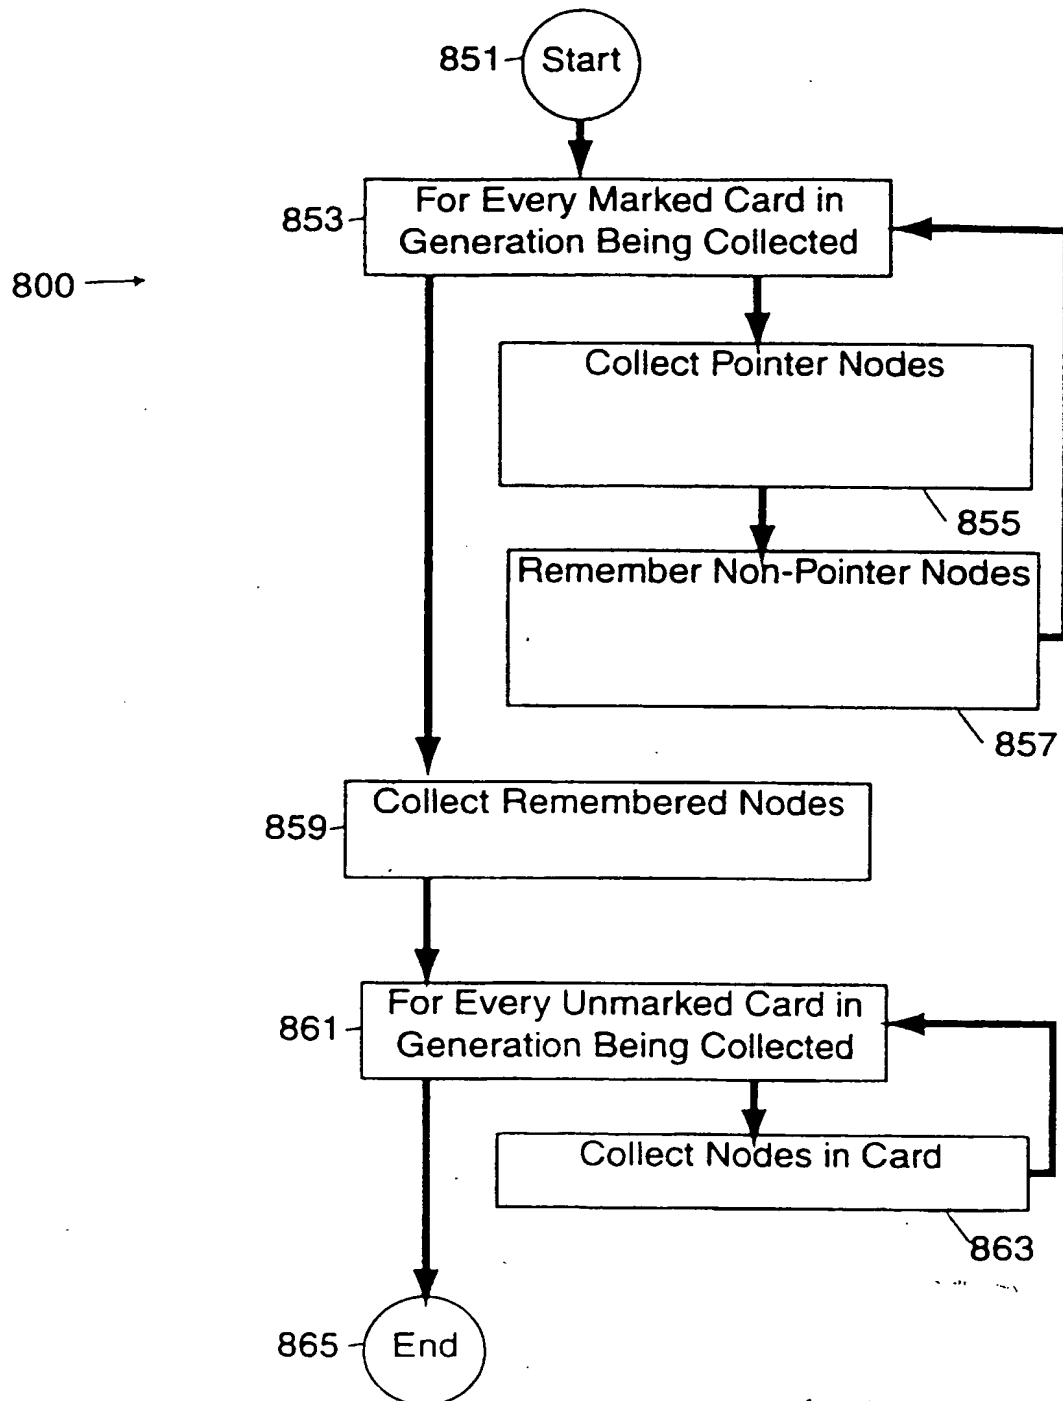 851
Start
853
For Every Marked Card in
Generation Being Collected
800
Collect Pointer Nodes
855
Remember Non-Pointer Nodes
857
Collect Remembered Nodes
859
For Every Unmarked Card in
861
Generation Being Collected
Collect Nodes in Card
863
865
End